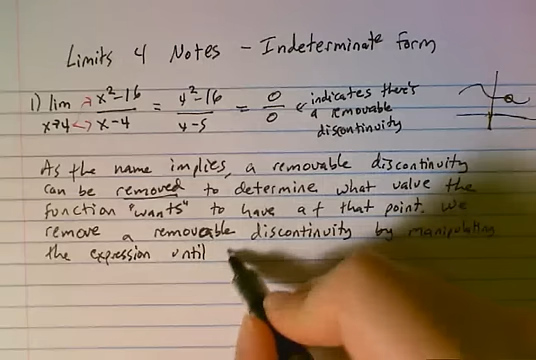 Limits 4 Notes - Indeterminate form
1) lim x→4 x²-16 / x-4 = 4²-16 / 4-5 = 0/0 ← indicates there's
a removable
discontinuity
As the name implies, a removable discontinuity
can be removed to determine what value the
function "wants" to have at that point. We
remove a removable discontinuity by manipulating
the expression until